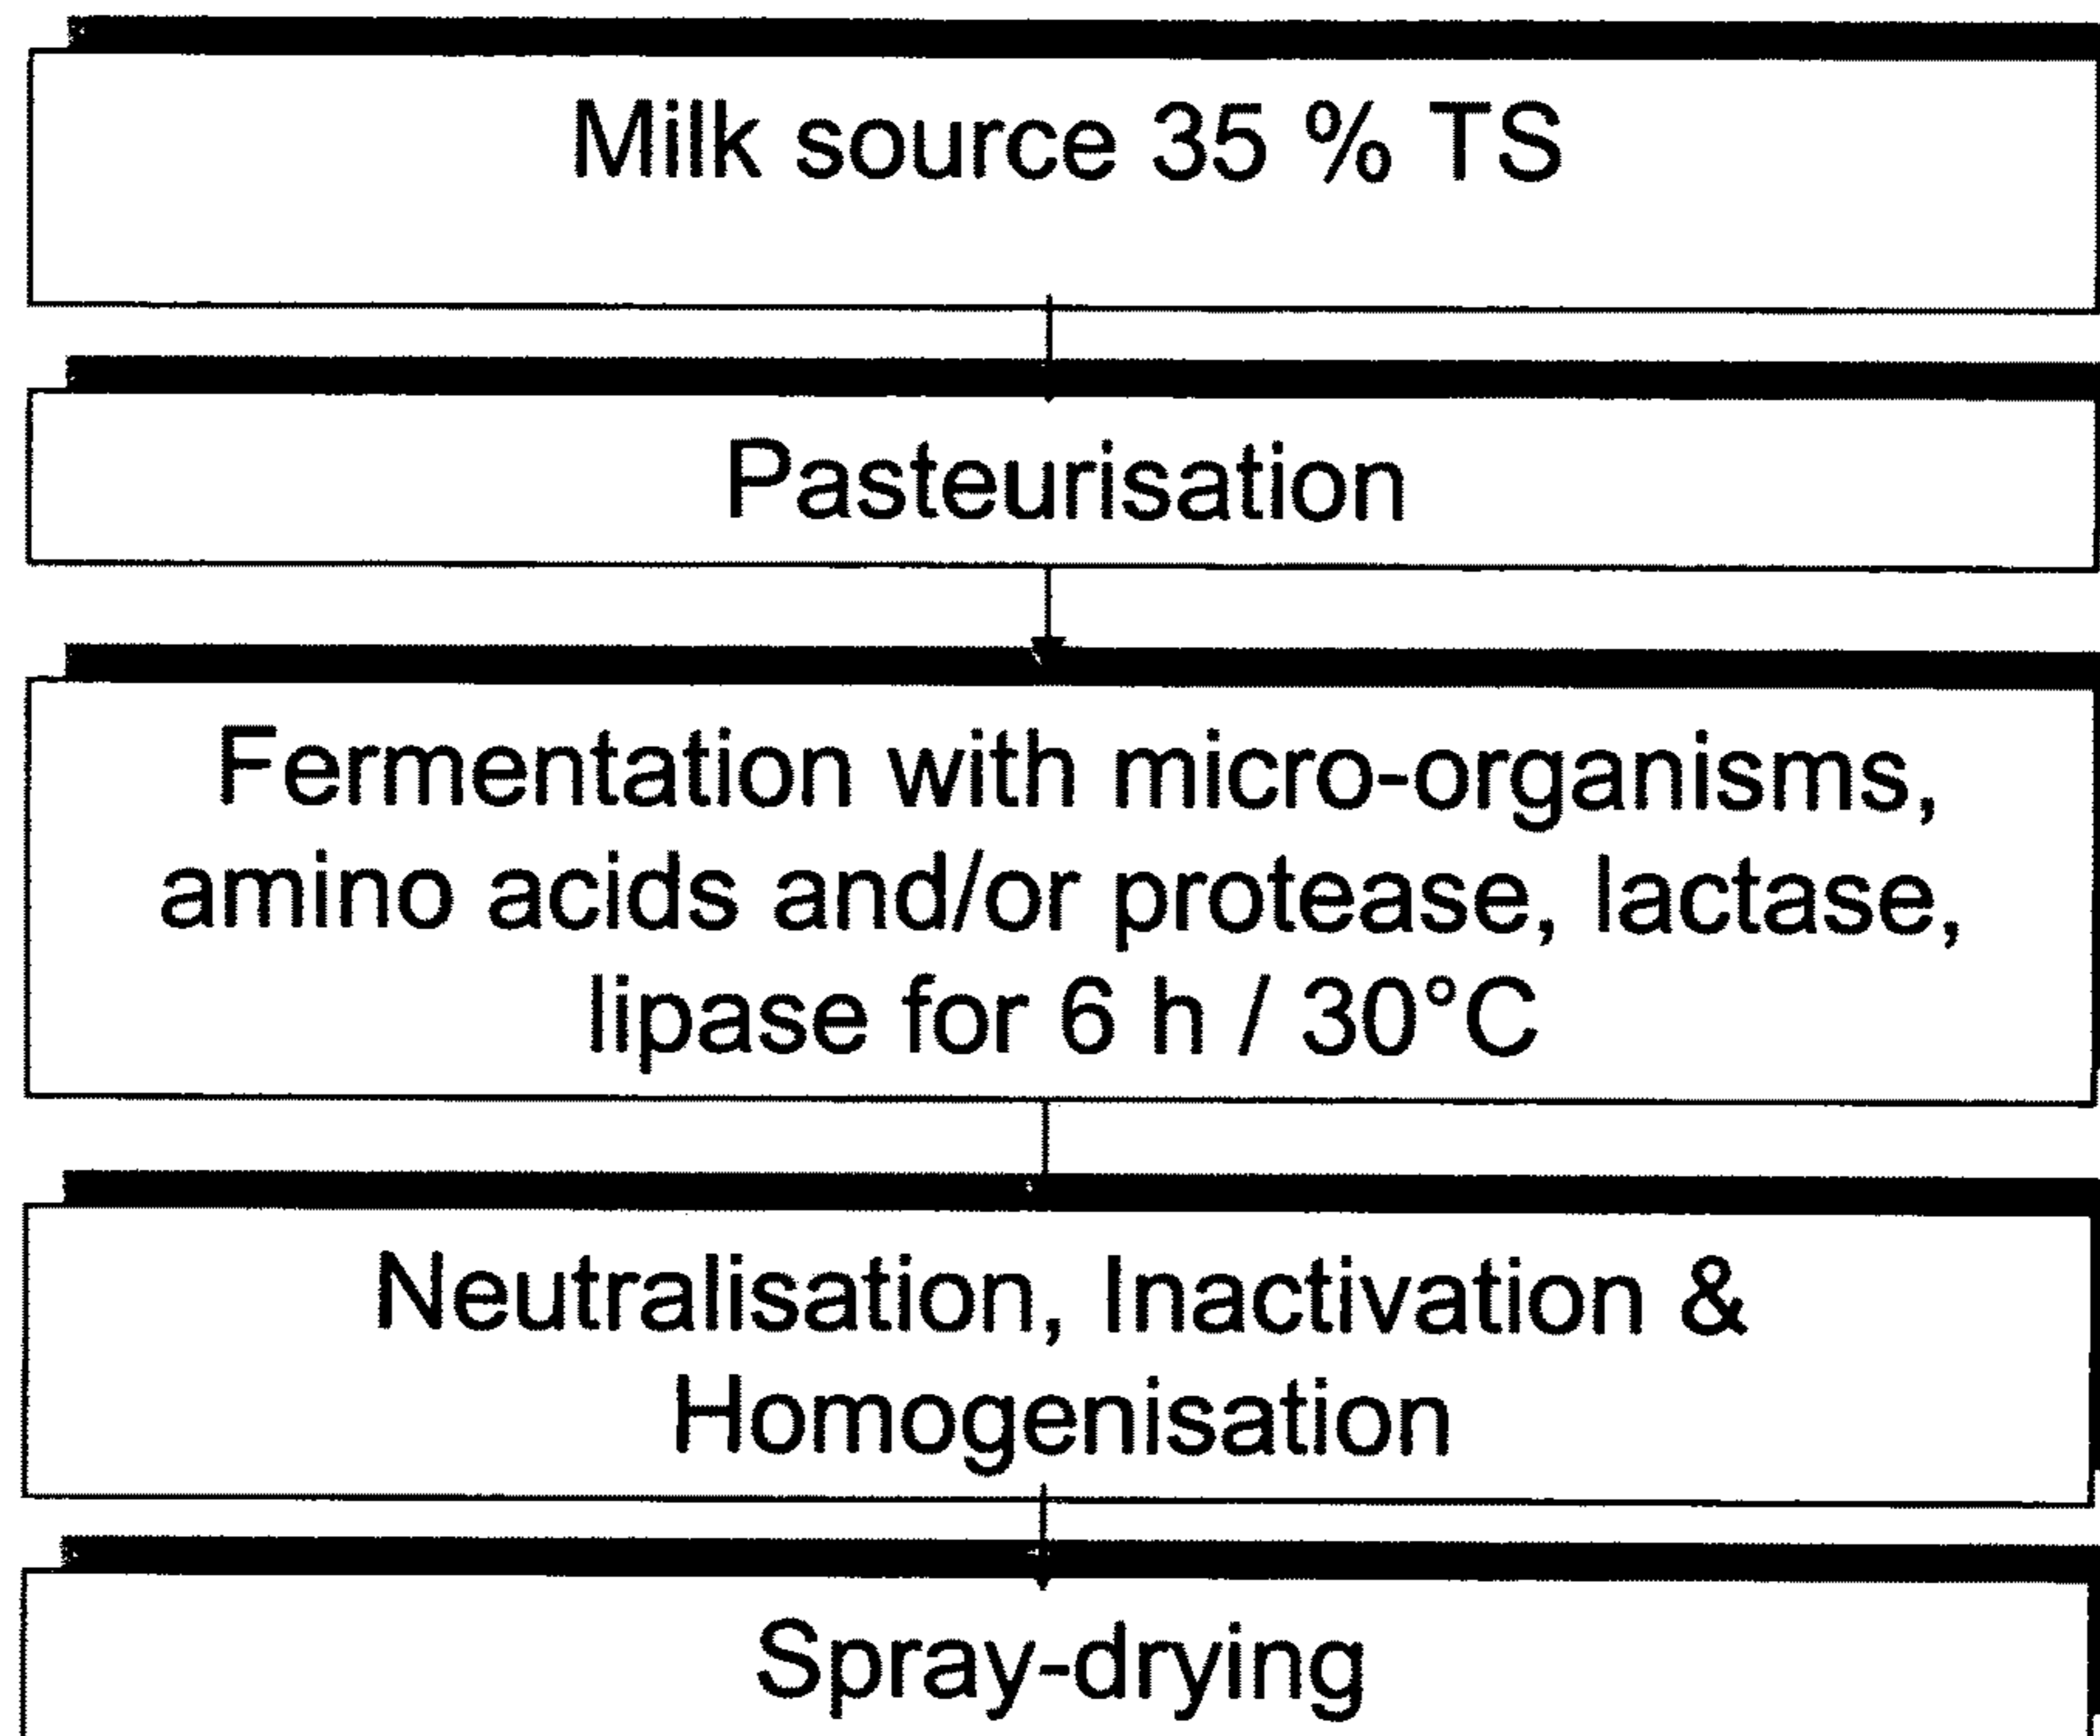 Milk source 35 % TS
Pasteurisation
Fermentation with micro-organisms,
amino acids and/or protease, lactase,
lipase for 6 h / 30°C
Neutralisation, Inactivation &
Homogenisation
Spray-drying